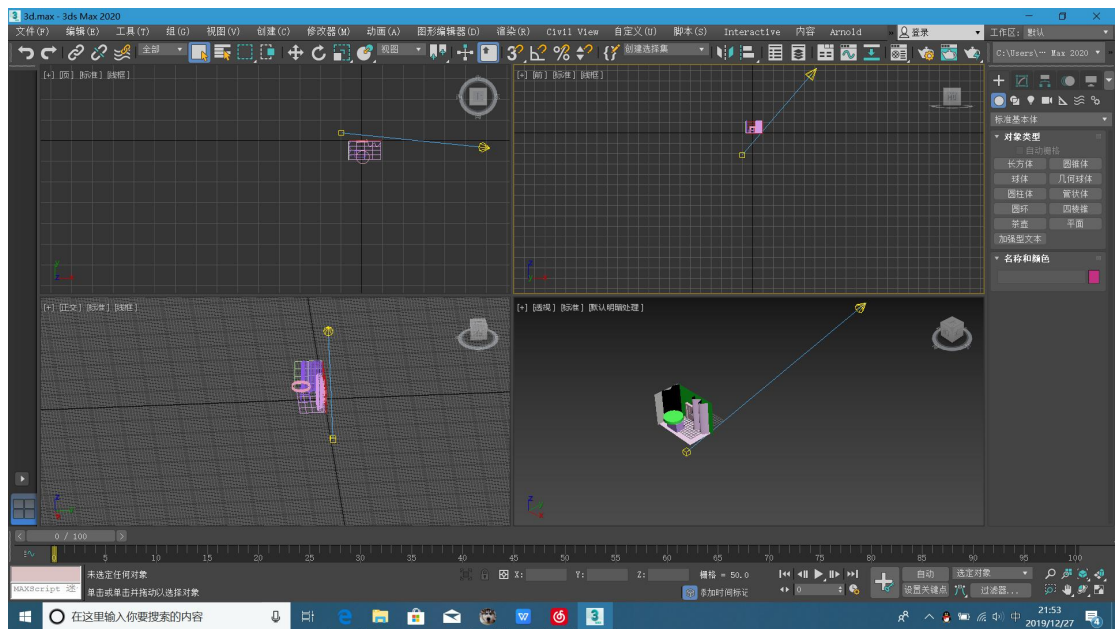 3d.max - 3ds Max 2020
文件(F) 编辑(E) 工具(T) 组(G) 视图(V) 创建(C) 修改器(M) 动画(A) 图形编辑器(D) 渲染(R) Civil View 自定义(U) 脚本(S) Interactive 内容 Arnold 登录 工作区: 默认
全部 视图 创建选择集 C:\Users\… Max 2020
[+] [顶] [标准] [线框]
[+] [前] [标准] [线框]
标准基本体
对象类型
自动栅格
长方体 圆锥体
球体 几何球体
圆柱体 管状体
圆环 四棱锥
茶壶 平面
加强型文本
名称和颜色
[+] [正交] [标准] [线框]
[+] [透视] [标准] [默认明暗处理]
0 / 100
0 5 10 15 20 25 30 35 40 45 50 55 60 65 70 75 80 85 90 95 100
未选定任何对象 X: Y: Z: 栅格 = 50.0 自动 选定对象
MAXScript 迷 单击或单击并拖动以选择对象 添加时间标记 0 设置关键点 过滤器...
在这里输入你要搜索的内容 中 21:53
2019/12/27